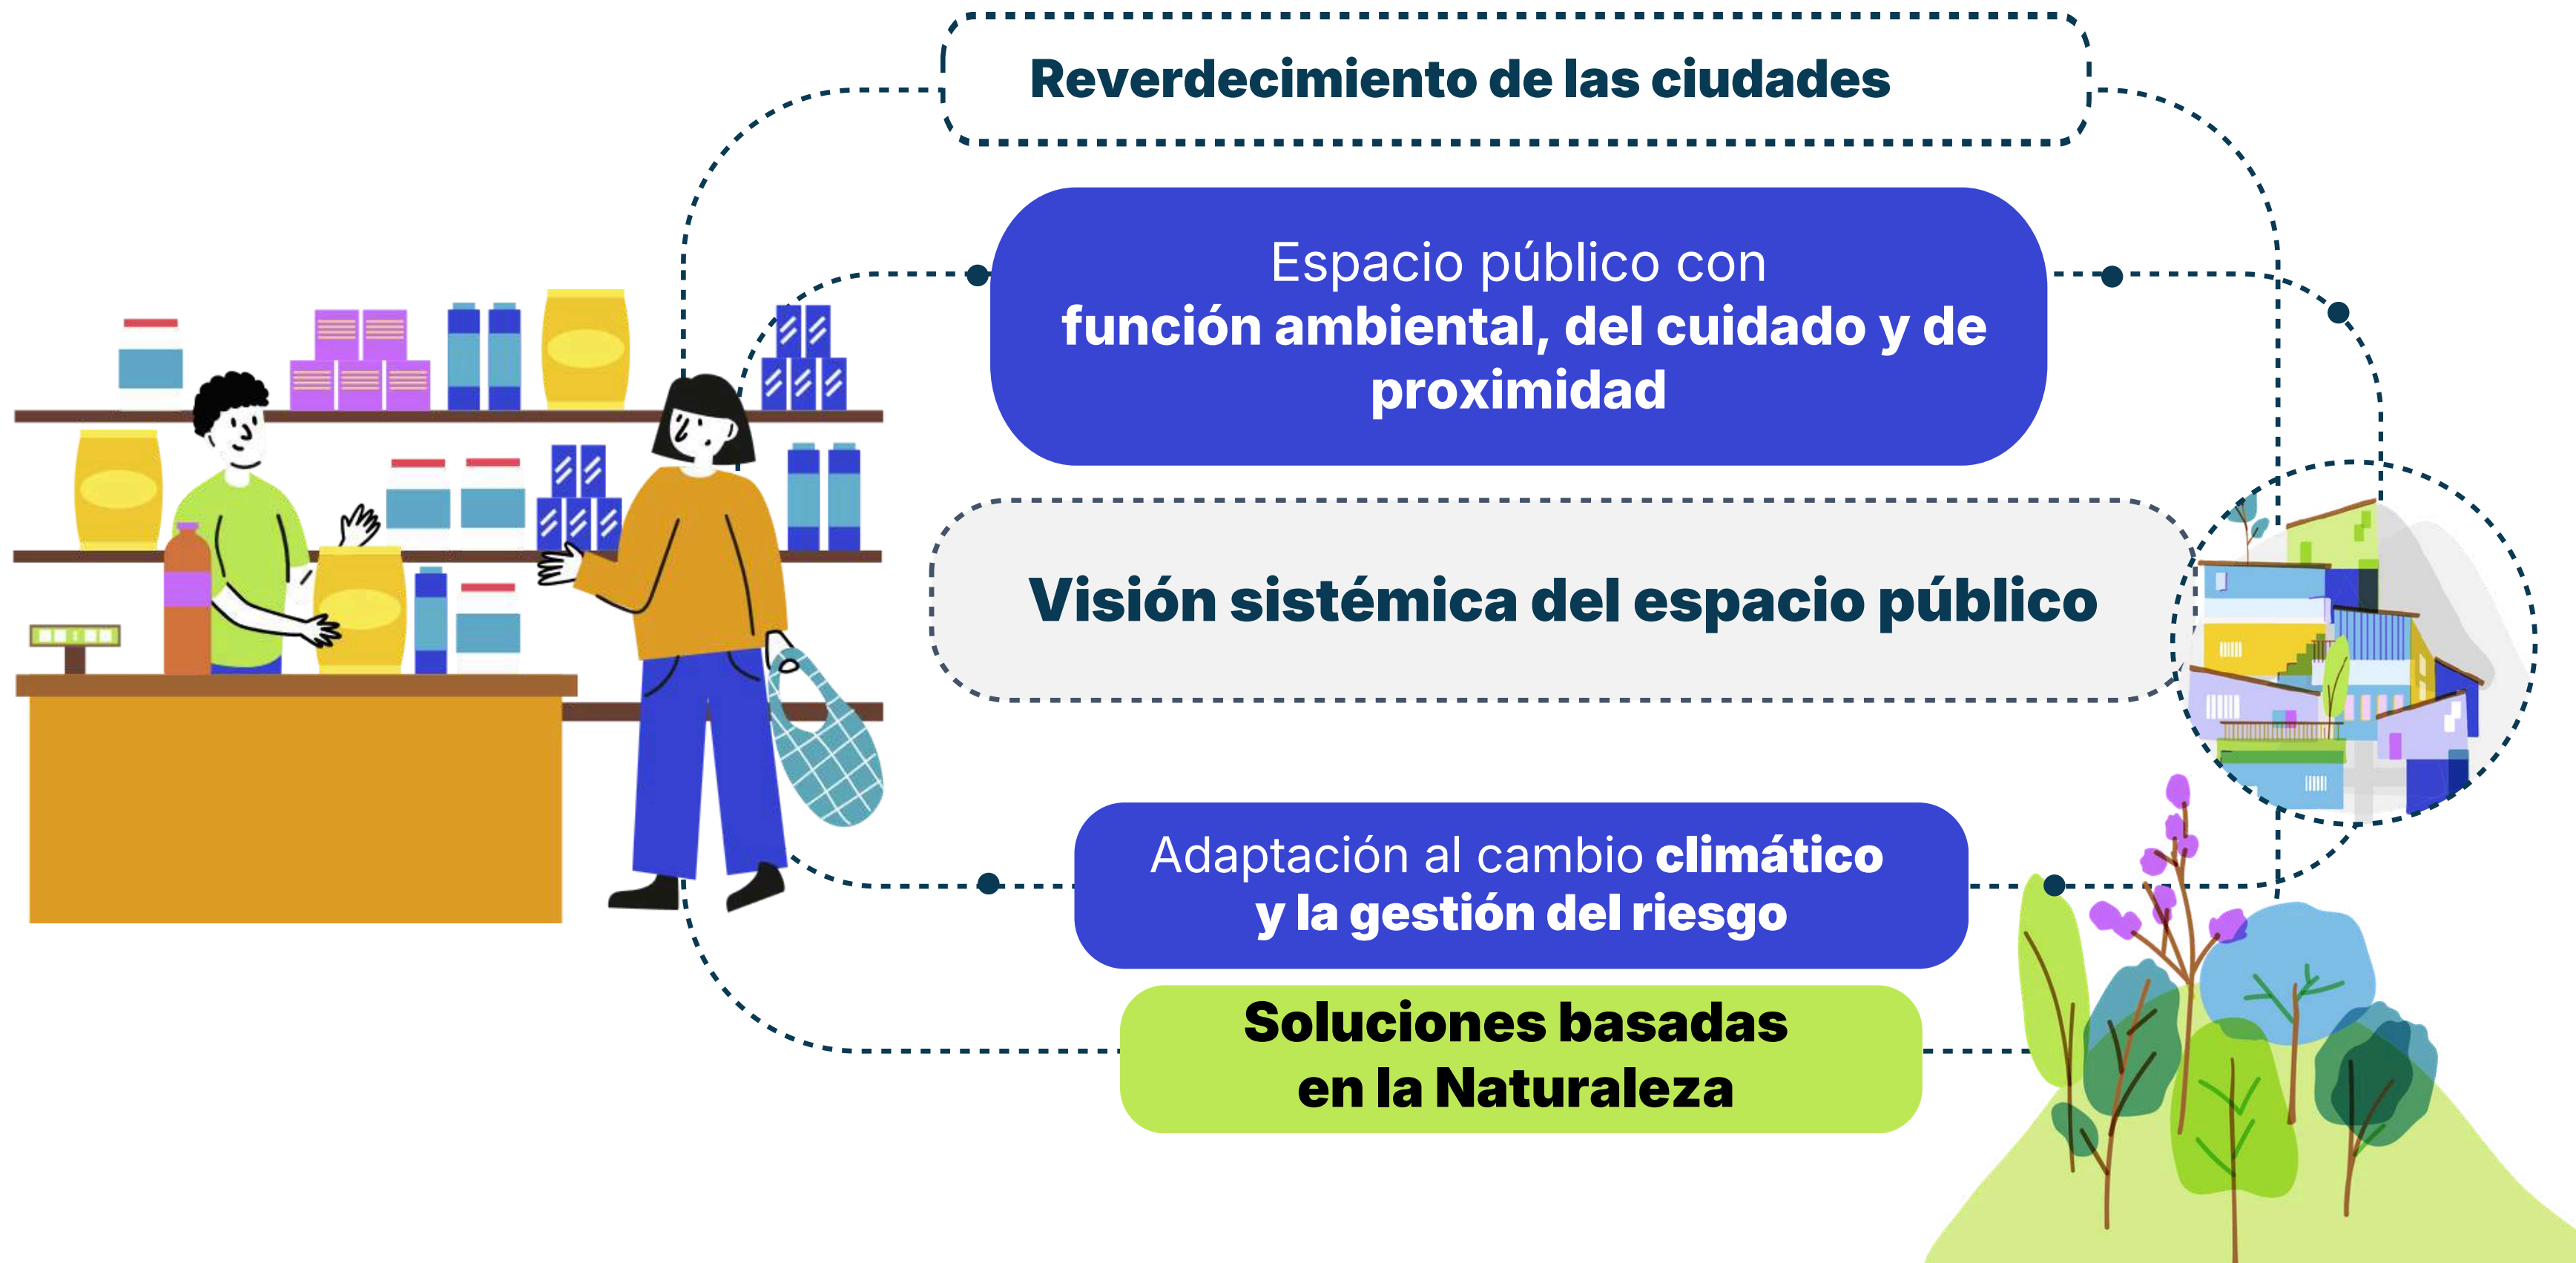 Reverdecimiento de las ciudades
Espacio público con
función ambiental, del cuidado y de
proximidad
Visión sistémica del espacio público
Adaptación al cambio climático
y la gestión del riesgo
Soluciones basadas
en la Naturaleza